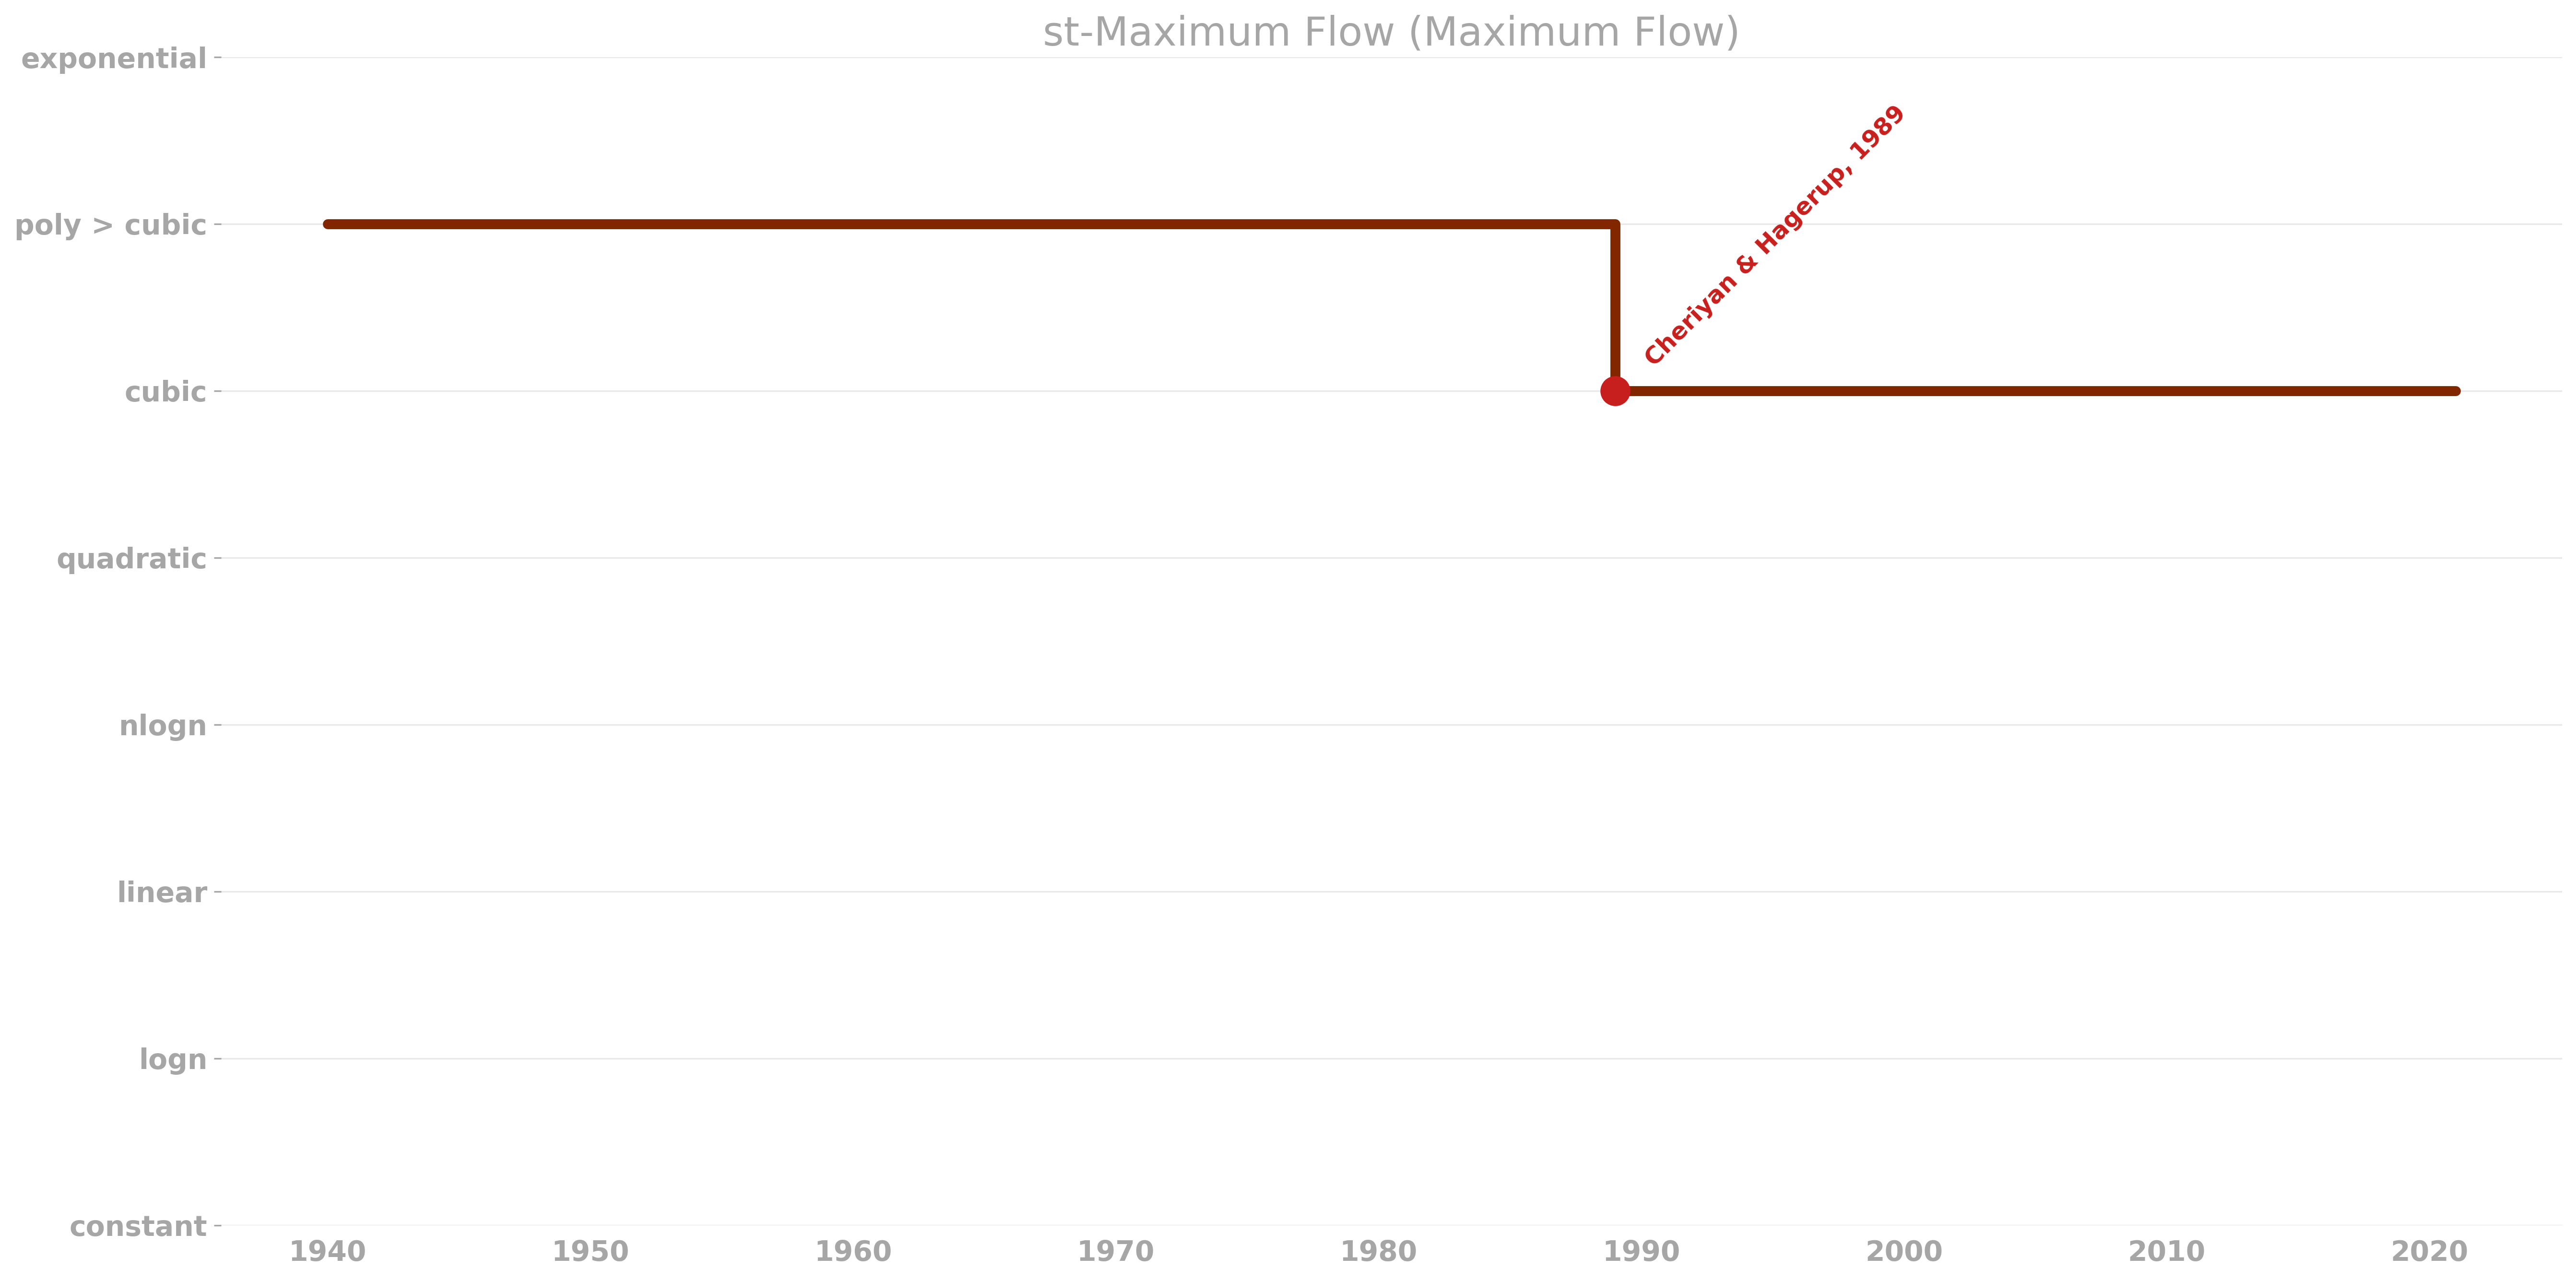 st-Maximum Flow (Maximum Flow)
exponential
poly > cubic
cubic
quadratic
nlogn
linear
logn
constant
Cheriyan & Hagerup, 1989
1940 1950 1960 1970 1980 1990 2000 2010 2020